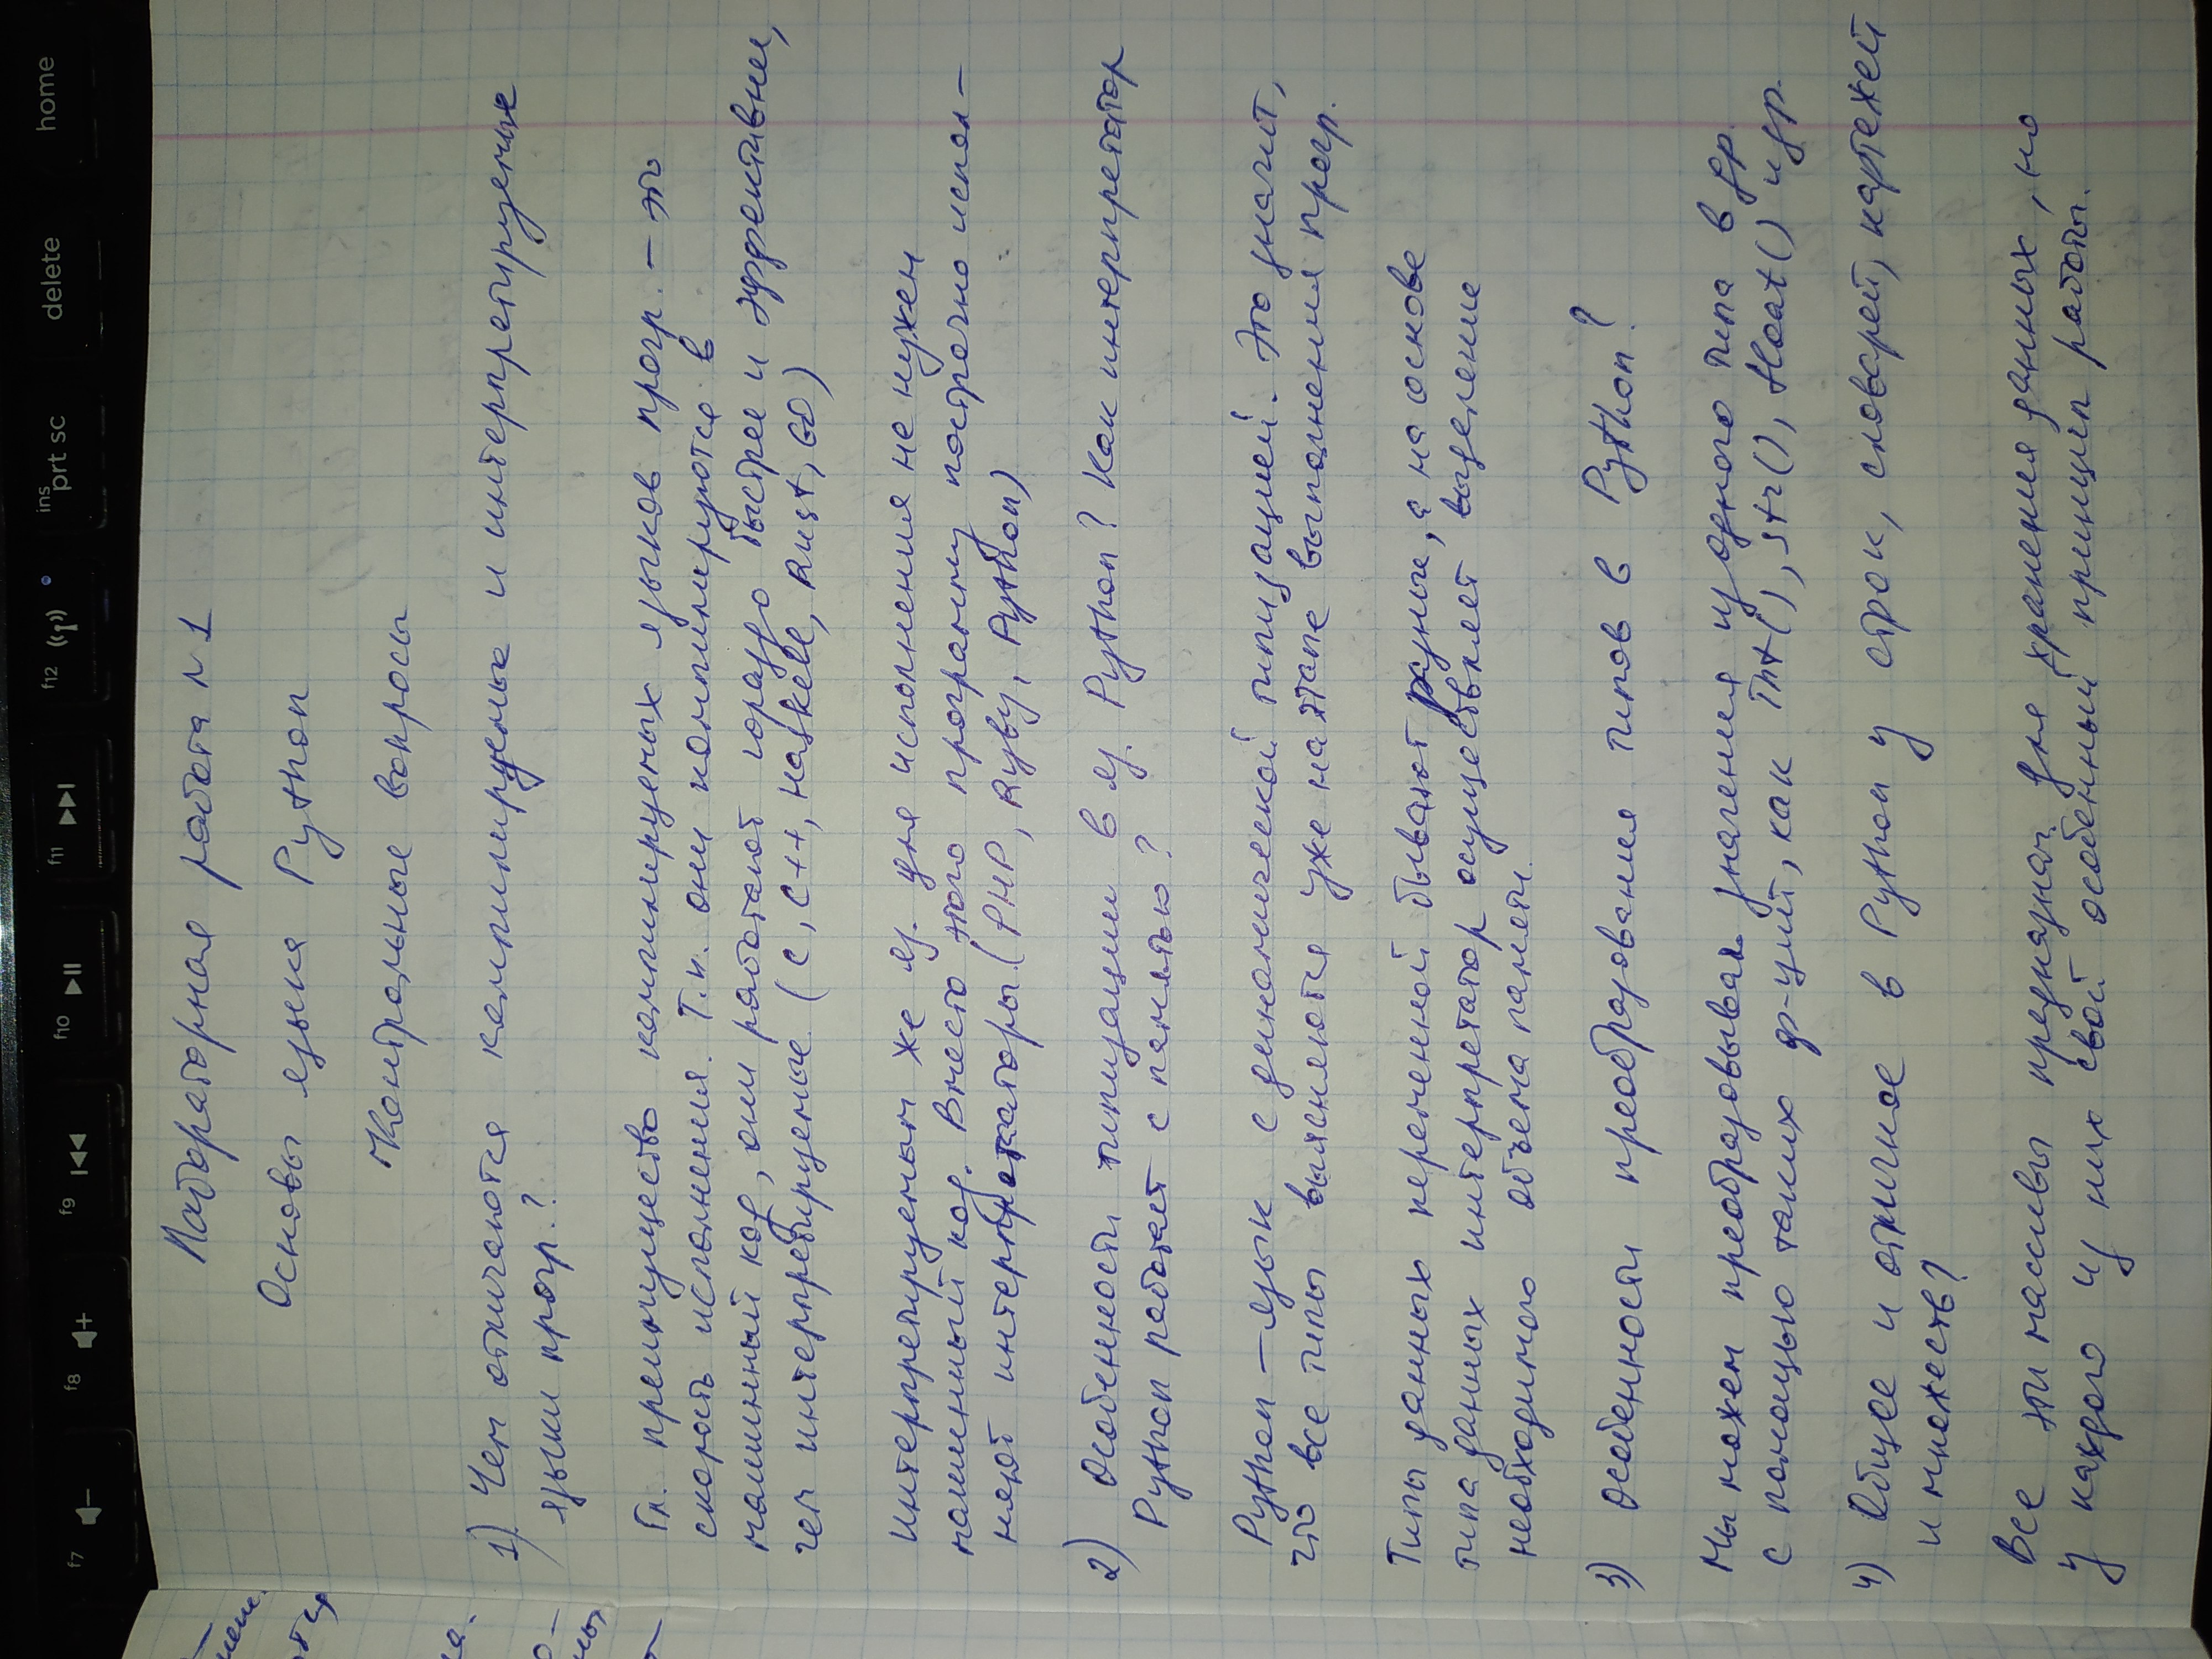 f7 f8 f9 f10 f11 f12 ins prt sc delete home
Лабораторная работа N 1
Основы языка Python
Контрольные вопросы
1) Чем отличаются компилируемые и интерпретируемые
языки прогр.?
Гл. преимущество компилируемых языков прогр. – это
скорость исполнения. Т.к. они компилируются в
машинный код, они работают гораздо быстрее и эффективнее,
чем интерпретируемые. (C, C++, Haskell, Rust, GO)
Интерпретируемым же яз. для исполнения не нужен
машинный код. Вместо этого программу построчно испол-
няют интерпретаторы. (PHP, Ruby, Python)
2) Особенности типизации в яз. Python? Как интерпретатор
Python работает с памятью?
Python – язык с динамической типизацией. Это значит,
что все типы выясняются уже на этапе выполнения прогр.
Типы данных переменной бывают разные, а на основе
типа данных интерпретатор осуществляет выделение
необходимого объема памяти.
3) Особенности преобразования типов в Python?
Мы можем преобразовывать значения из одного типа в др.
с помощью таких ф-ций, как Int(), str(), float() и др.
4) Общее и отличное в Python у строк, словарей, кортежей
и множеств?
Все эти массивы предназнач. для хранения данных, но
у каждого из них свой особенный принцип работы.